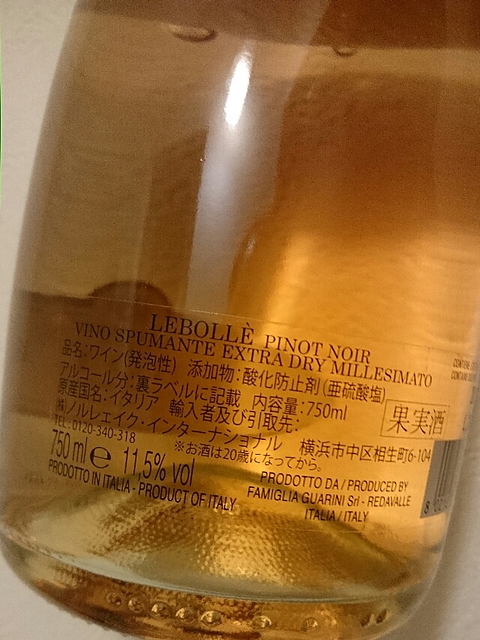 LEBOLLÈ PINOT NOIR
VINO SPUMANTE EXTRA DRY MILLESIMATO
品名:ワイン(発泡性) 添加物:酸化防止剤(亜硫酸塩)
アルコール分:裏ラベルに記載 内容量:750ml
原産国名:イタリア 輸入者及び引取先:
果実酒
㈱ノルレェイク・インターナショナル 横浜市中区相生町6-104
TEL:0120-340-318
※お酒は20歳になってから。
750 ml e 11,5% vol
PRODOTTO IN ITALIA - PRODUCT OF ITALY
PRODOTTO DA / PRODUCED BY
FAMIGLIA GUARINI Srl - REDAVALLE
ITALIA / ITALY
8